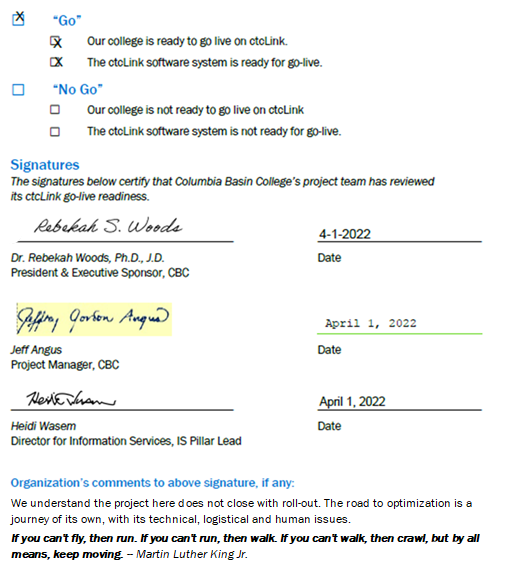 X "Go"
X Our college is ready to go live on ctcLink.
X The ctcLink software system is ready for go-live.
"No Go"
Our college is not ready to go live on ctcLink
The ctcLink software system is not ready for go-live.
Signatures
The signatures below certify that Columbia Basin College's project team has reviewed
its ctcLink go-live readiness.
Rebekah S. Woods 4-1-2022
Dr. Rebekah Woods, Ph.D., J.D. Date
President & Executive Sponsor, CBC
Jeffray Gordon Angus April 1, 2022
Jeff Angus Date
Project Manager, CBC
April 1, 2022
Heidi Wasem Date
Director for Information Services, IS Pillar Lead
Organization's comments to above signature, if any:
We understand the project here does not close with roll-out. The road to optimization is a
journey of its own, with its technical, logistical and human issues.
If you can't fly, then run. If you can't run, then walk. If you can't walk, then crawl, but by all
means, keep moving. – Martin Luther King Jr.